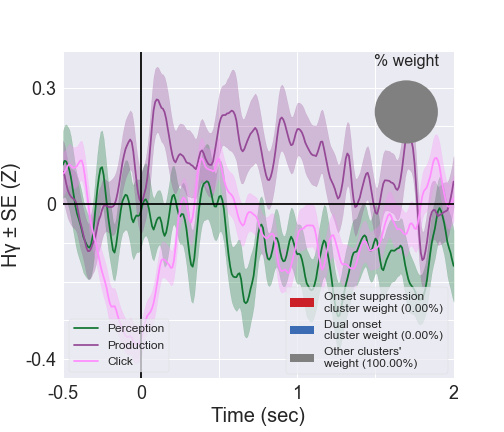 % weight
Hγ ± SE (Z)
0.3
0
-0.4
Perception
Production
Click
Onset suppression
cluster weight (0.00%)
Dual onset
cluster weight (0.00%)
Other clusters'
weight (100.00%)
-0.5
0
1
2
Time (sec)